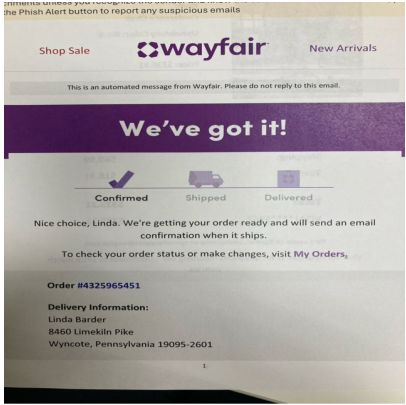 the Phish Alert button to report any suspicious emails
Shop Sale
wayfair
New Arrivals
This is an automated message from Wayfair. Please do not reply to this email.
We've got it!
Confirmed
Shipped
Delivered
Nice choice, Linda. We're getting your order ready and will send an email
confirmation when it ships.
To check your order status or make changes, visit My Orders.
Order #4325965451
Delivery Information:
Linda Barder
8460 Limekiln Pike
Wyncote, Pennsylvania 19095-2601
1